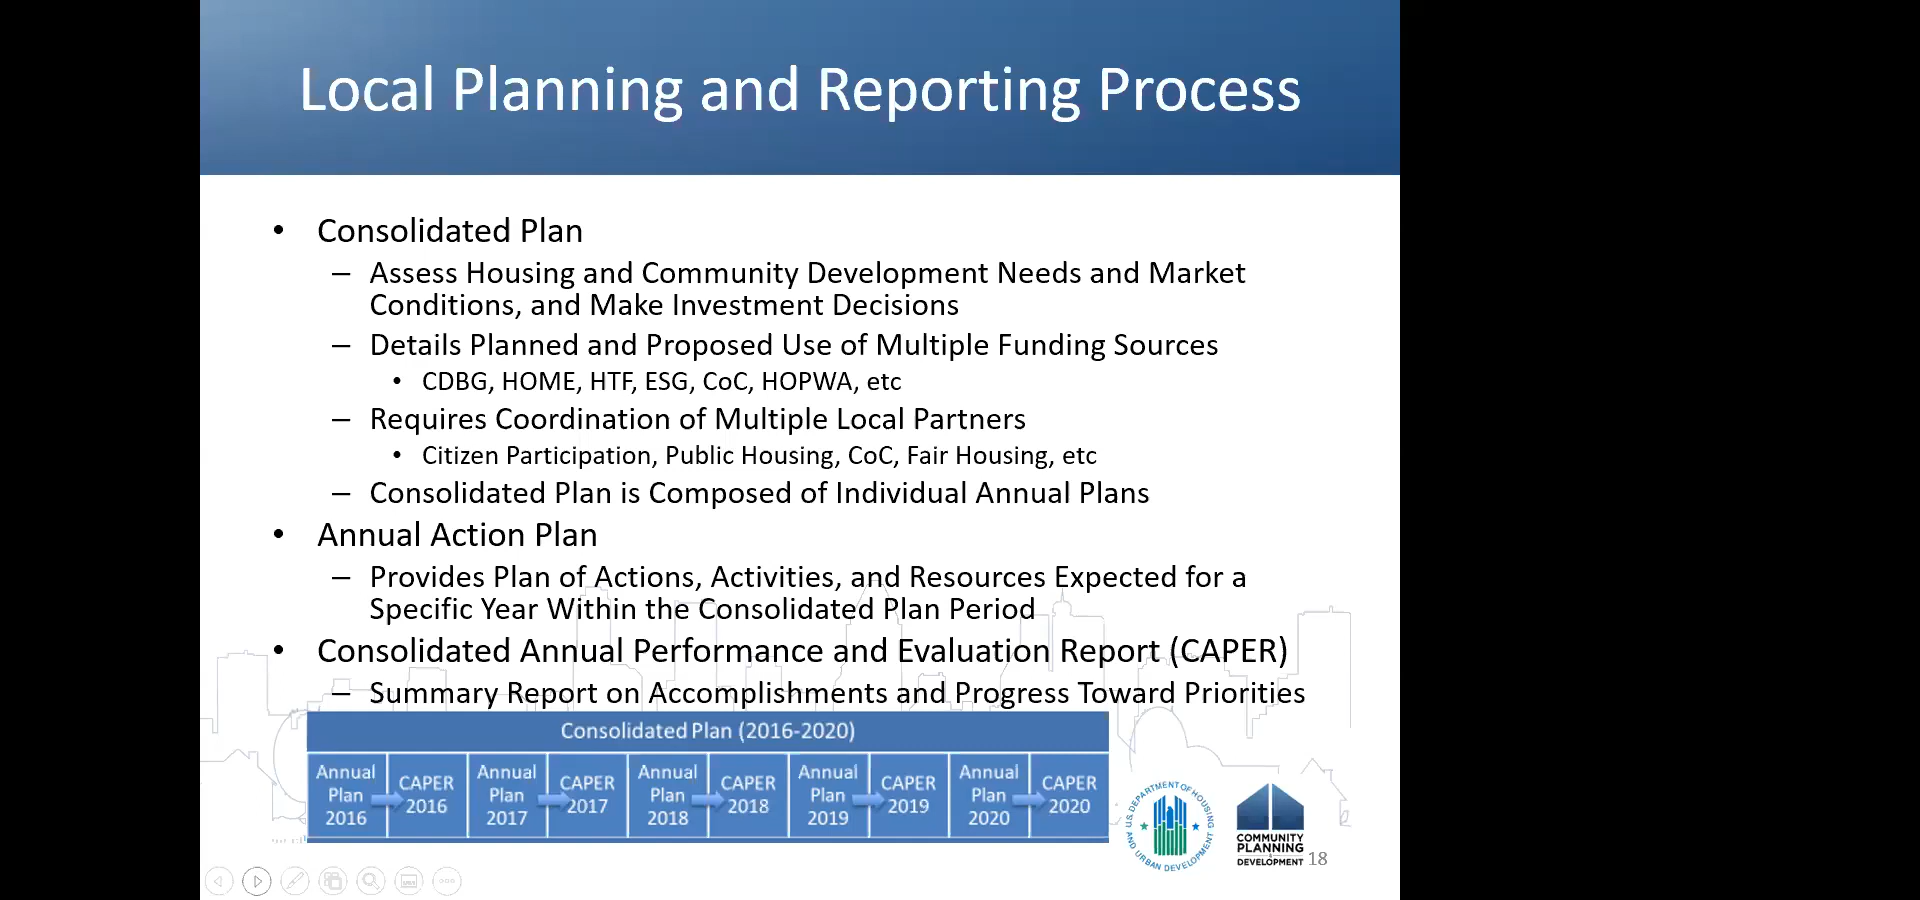 Local Planning and Reporting Process
• Consolidated Plan
– Assess Housing and Community Development Needs and Market
Conditions, and Make Investment Decisions
– Details Planned and Proposed Use of Multiple Funding Sources
• CDBG, HOME, HTF, ESG, CoC, HOPWA, etc
– Requires Coordination of Multiple Local Partners
• Citizen Participation, Public Housing, CoC, Fair Housing, etc
– Consolidated Plan is Composed of Individual Annual Plans
• Annual Action Plan
– Provides Plan of Actions, Activities, and Resources Expected for a
Specific Year Within the Consolidated Plan Period
• Consolidated Annual Performance and Evaluation Report (CAPER)
– Summary Report on Accomplishments and Progress Toward Priorities
Consolidated Plan (2016-2020)
Annual
Plan
2016
CAPER
2016
Annual
Plan
2017
CAPER
2017
Annual
Plan
2018
CAPER
2018
Annual
Plan
2019
CAPER
2019
Annual
Plan
2020
CAPER
2020
U.S. DEPARTMENT OF HOUSING
AND URBAN DEVELOPMENT
COMMUNITY
PLANNING
DEVELOPMENT
18